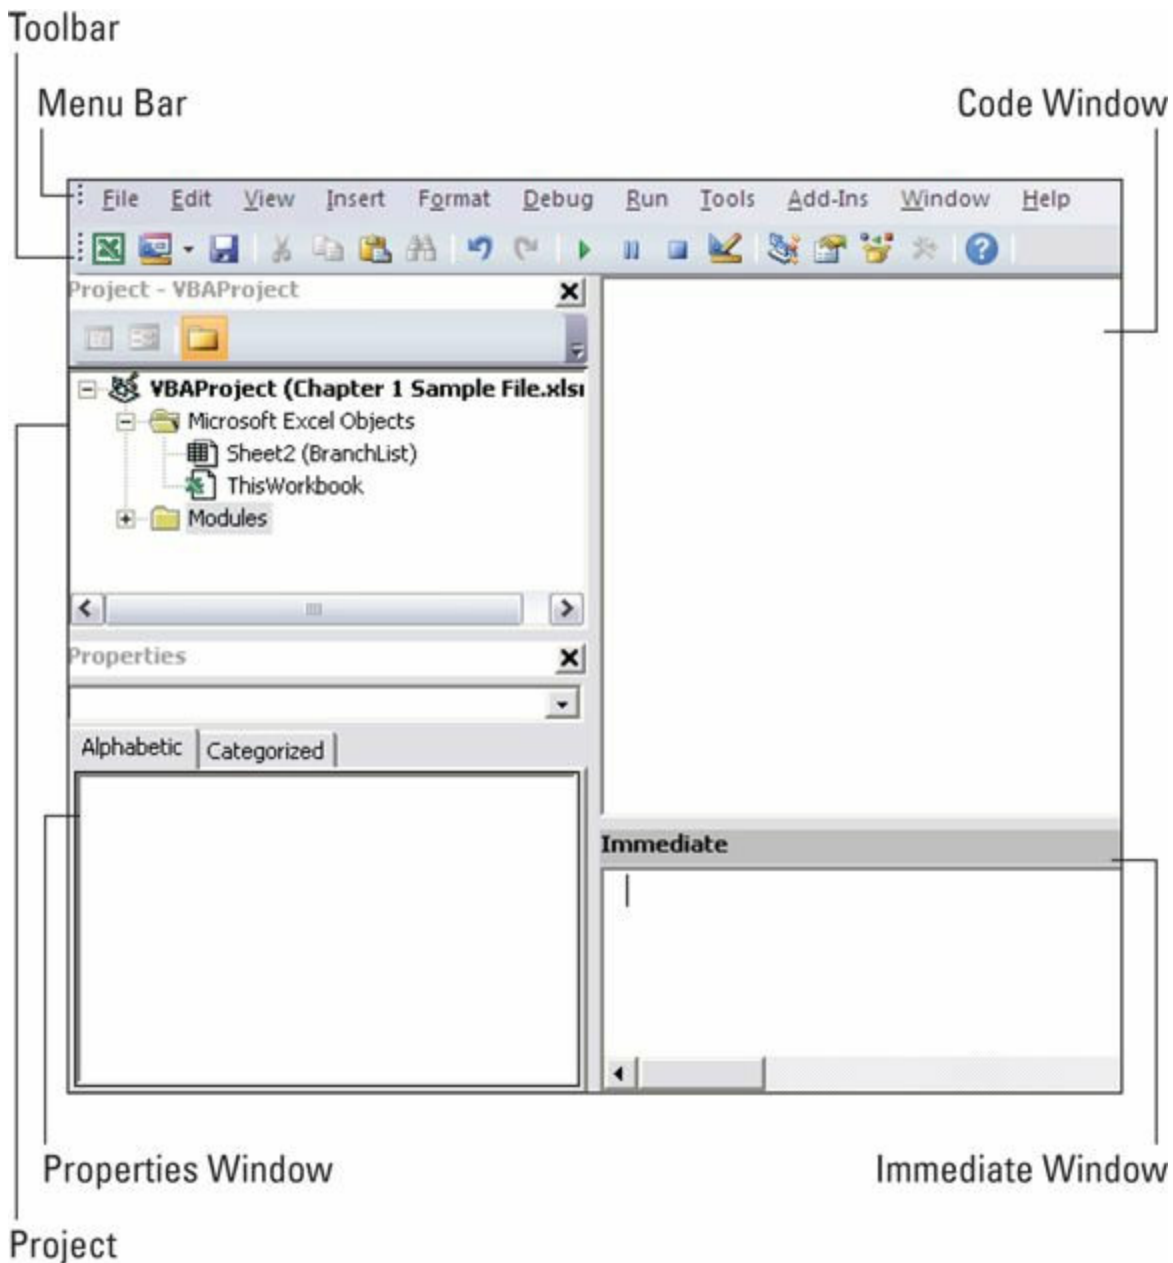 Toolbar
Menu Bar
Code Window
File Edit View Insert Format Debug Run Tools Add-Ins Window Help
Project - VBAProject
VBAProject (Chapter 1 Sample File.xlsr
Microsoft Excel Objects
Sheet2 (BranchList)
ThisWorkbook
Modules
Properties
Alphabetic Categorized
Immediate
Properties Window
Immediate Window
Project